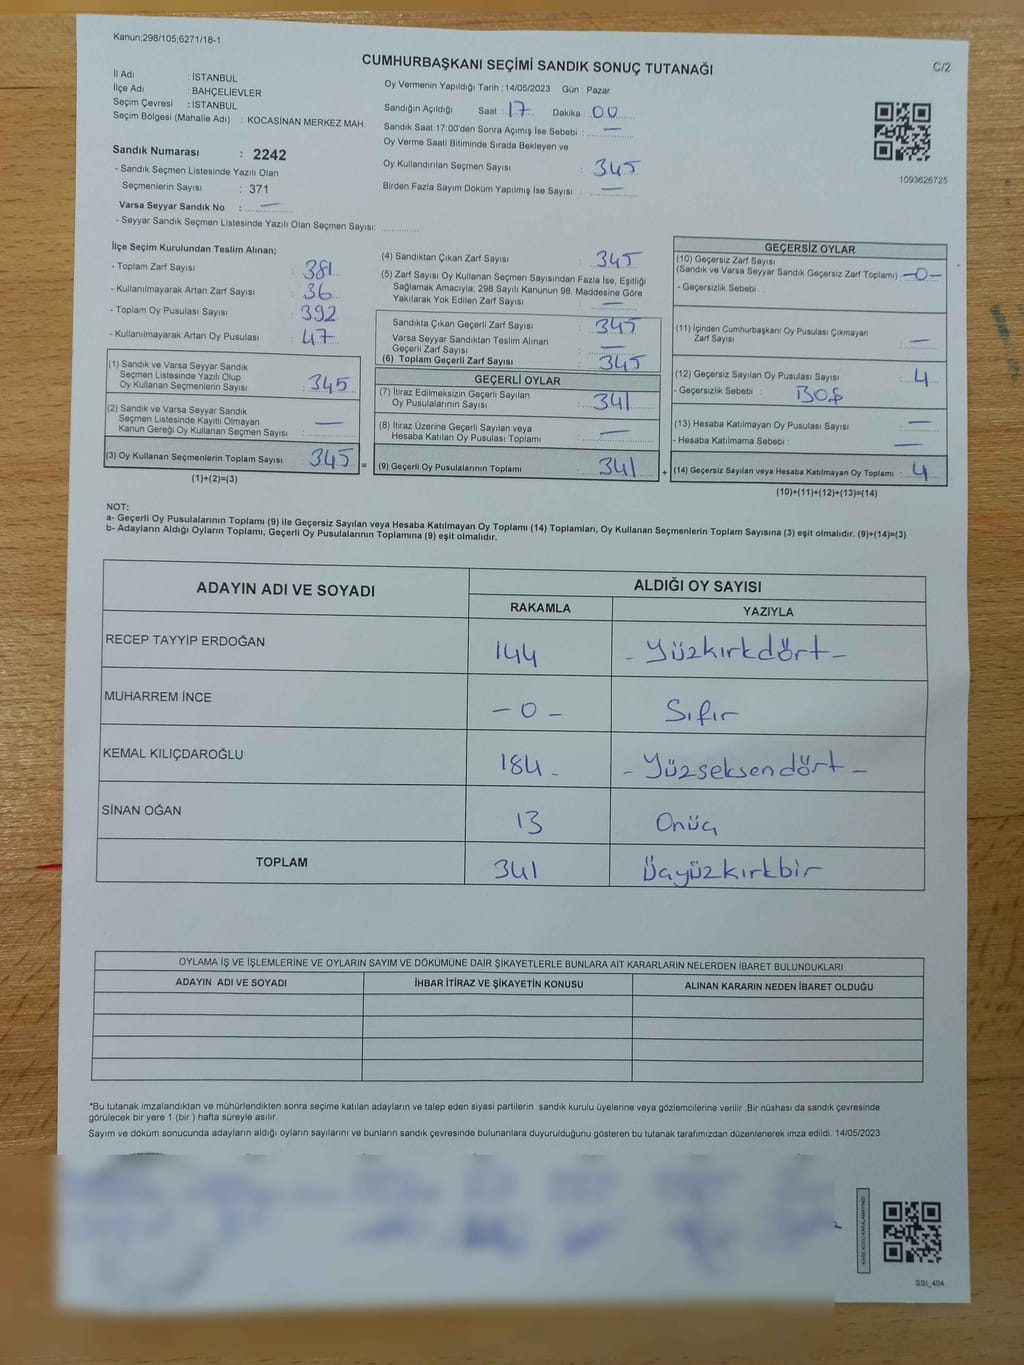 Kanun;298/105;6271/18-1
CUMHURBAŞKANI SEÇİMİ SANDIK SONUÇ TUTANAĞI
C/2
İl Adı : İSTANBUL
İlçe Adı : BAHÇELİEVLER
Seçim Çevresi : İSTANBUL
Seçim Bölgesi (Mahalle Adı) : KOCASİNAN MERKEZ MAH.
Sandık Numarası : 2242
- Sandık Seçmen Listesinde Yazılı Olan
Seçmenlerin Sayısı : 371
Varsa Seyyar Sandık No : —
- Seyyar Sandık Seçmen Listesinde Yazılı Olan Seçmen Sayısı:
Oy Vermenin Yapıldığı Tarih : 14/05/2023 Gün : Pazar
Sandığın Açıldığı Saat : 17 Dakika : 00
Sandık Saat 17:00'den Sonra Açımış İse Sebebi : —
Oy Verme Saati Bitiminde Sırada Bekleyen ve
Oy Kullandırılan Seçmen Sayısı : 345
Birden Fazla Sayım Döküm Yapılmış İse Sayısı : —
1093626725
İlçe Seçim Kurulundan Teslim Alınan;
- Toplam Zarf Sayısı : 381
- Kullanılmayarak Artan Zarf Sayısı : 36
- Toplam Oy Pusulası Sayısı : 392
- Kullanılmayarak Artan Oy Pusulası : 47
(1) Sandık ve Varsa Seyyar Sandık
Seçmen Listesinde Yazılı Olup
Oy Kullanan Seçmenlerin Sayısı : 345
(2) Sandık ve Varsa Seyyar Sandık
Seçmen Listesinde Kayıtlı Olmayan
Kanun Gereği Oy Kullanan Seçmen Sayısı : —
(3) Oy Kullanan Seçmenlerin Toplam Sayısı : 345
(1)+(2)=(3)
(4) Sandıktan Çıkan Zarf Sayısı : 345
(5) Zarf Sayısı Oy Kullanan Seçmen Sayısından Fazla İse, Eşitliği
Sağlamak Amacıyla; 298 Sayılı Kanunun 98. Maddesine Göre
Yakılarak Yok Edilen Zarf Sayısı : —
Sandıkta Çıkan Geçerli Zarf Sayısı : 345
Varsa Seyyar Sandıktan Teslim Alınan
Geçerli Zarf Sayısı : —
(6) Toplam Geçerli Zarf Sayısı : 345
GEÇERLİ OYLAR
(7) İtiraz Edilmeksizin Geçerli Sayılan
Oy Pusulalarının Sayısı : 341
(8) İtiraz Üzerine Geçerli Sayılan veya
Hesaba Katılan Oy Pusulası Toplamı : —
= (9) Geçerli Oy Pusulalarının Toplamı : 341
GEÇERSİZ OYLAR
(10) Geçersiz Zarf Sayısı
(Sandık ve Varsa Seyyar Sandık Geçersiz Zarf Toplamı) : —0—
- Geçersizlik Sebebi :
(11) İçinden Cumhurbaşkanı Oy Pusulası Çıkmayan
Zarf Sayısı : —
(12) Geçersiz Sayılan Oy Pusulası Sayısı : 4
- Geçersizlik Sebebi : BOŞ
(13) Hesaba Katılmayan Oy Pusulası Sayısı : —
- Hesaba Katılmama Sebebi : —
+ (14) Geçersiz Sayılan veya Hesaba Katılmayan Oy Toplamı : 4
(10)+(11)+(12)+(13)=(14)
NOT:
a- Geçerli Oy Pusulalarının Toplamı (9) ile Geçersiz Sayılan veya Hesaba Katılmayan Oy Toplamı (14) Toplamları, Oy Kullanan Seçmenlerin Toplam Sayısına (3) eşit olmalıdır. (9)+(14)=(3)
b- Adayların Aldığı Oyların Toplamı, Geçerli Oy Pusulalarının Toplamına (9) eşit olmalıdır.
ADAYIN ADI VE SOYADI ALDIĞI OY SAYISI
RAKAMLA YAZIYLA
RECEP TAYYİP ERDOĞAN 144 - Yüzkırkdört -
MUHARREM İNCE - 0 - Sıfır
KEMAL KILIÇDAROĞLU 184 - - Yüzseksendört -
SİNAN OĞAN 13 Onüç
TOPLAM 341 Üçyüzkırkbir
OYLAMA İŞ VE İŞLEMLERİNE VE OYLARIN SAYIM VE DÖKÜMÜNE DAİR ŞİKAYETLERLE BUNLARA AİT KARARLARIN NELERDEN İBARET BULUNDUKLARI
ADAYIN ADI VE SOYADI İHBAR İTİRAZ VE ŞİKAYETİN KONUSU ALINAN KARARIN NEDEN İBARET OLDUĞU
*Bu tutanak imzalandıktan ve mühürlendikten sonra seçime katılan adayların ve talep eden siyasi partilerin sandık kurulu üyelerine veya gözlemcilerine verilir .Bir nüshası da sandık çevresinde
görülecek bir yere 1 (bir ) hafta süreyle asılır.
Sayım ve döküm sonucunda adayların aldığı oyların sayılarını ve bunların sandık çevresinde bulunanlara duyurulduğunu gösteren bu tutanak tarafımızdan düzenlenerek imza edildi. 14/05/2023
KARE KODU KARALAMAYINIZ!
SSİ_404